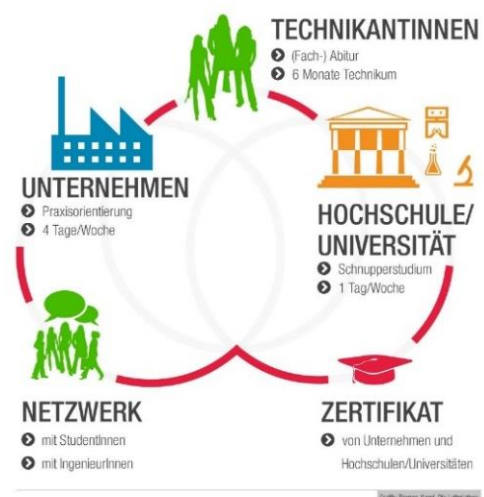 TECHNIKANTINNEN
(Fach-) Abitur
6 Monate Technikum
UNTERNEHMEN
Praxisorientierung
4 Tage/Woche
HOCHSCHULE/
UNIVERSITÄT
Schnupperstudium
1 Tag/Woche
NETZWERK
mit StudentInnen
mit IngenieurInnen
ZERTIFIKAT
von Unternehmen und
Hochschulen/Universitäten